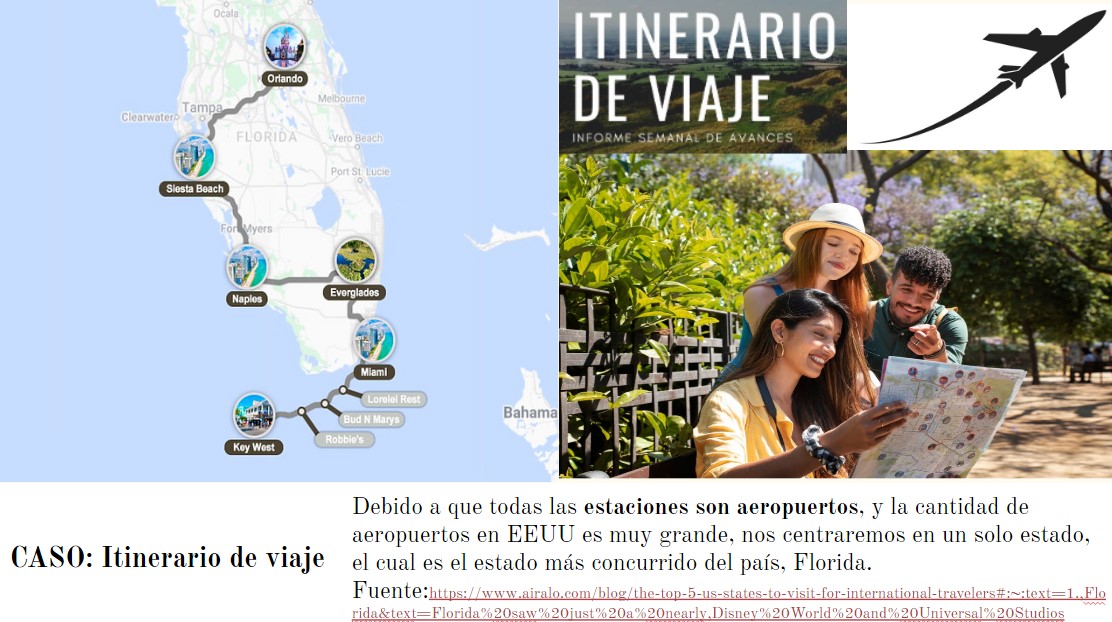 Ocala
Orlando
Tampa
Melbourne
Clearwater
FLORIDA
Vero Beach
Port St. Lucie
Siesta Beach
Fort Myers
Naples
Everglades
Miami
Lorelei Rest
Bud N Marys
Robbie's
Key West
Bahama
ITINERARIO
DE VIAJE
INFORME SEMANAL DE AVANCES
CASO: Itinerario de viaje
Debido a que todas las estaciones son aeropuertos, y la cantidad de
aeropuertos en EEUU es muy grande, nos centraremos en un solo estado,
el cual es el estado más concurrido del país, Florida.
Fuente:https://www.airalo.com/blog/the-top-5-us-states-to-visit-for-international-travelers#:~:text=1.,Flo
rida&text=Florida%20saw%20just%20a%20nearly,Disney%20World%20and%20Universal%20Studios